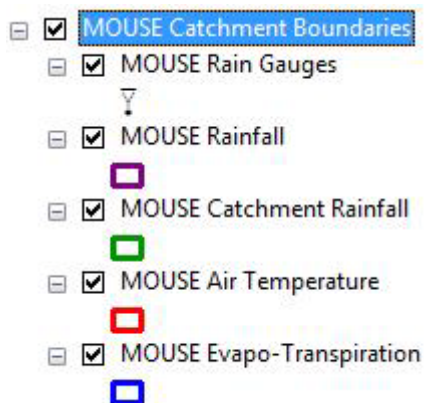 MOUSE Catchment Boundaries
MOUSE Rain Gauges
MOUSE Rainfall
MOUSE Catchment Rainfall
MOUSE Air Temperature
MOUSE Evapo-Transpiration